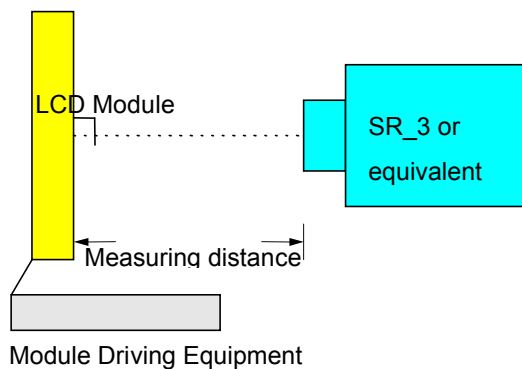 LCD Module
SR_3 or
equivalent
Measuring distance
Module Driving Equipment